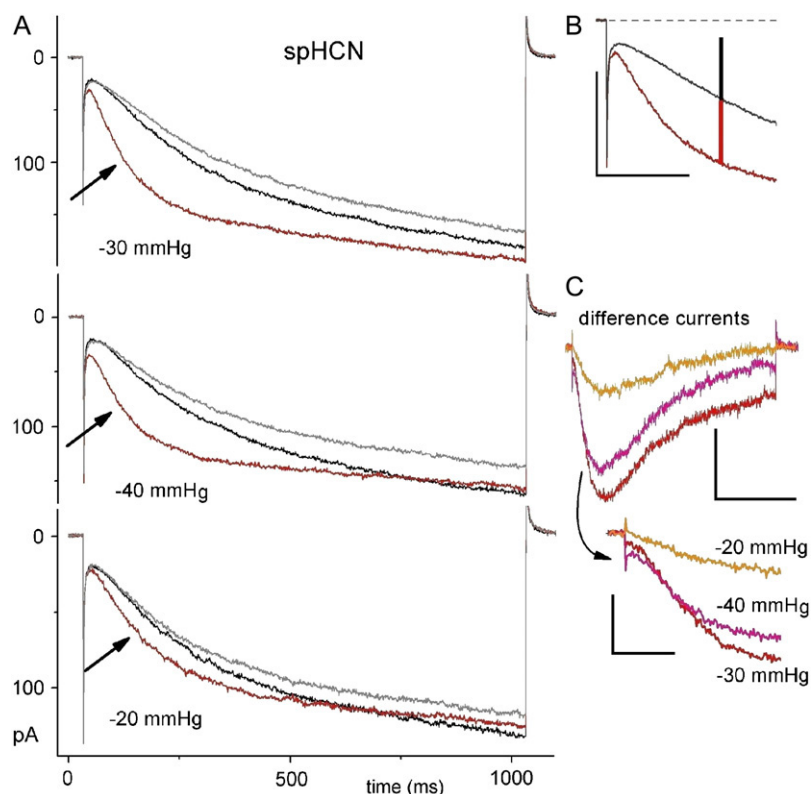 A
spHCN
0
100
-30 mmHg
0
100
-40 mmHg
0
100
pA
-20 mmHg
0
500
1000
time (ms)
B
C
difference currents
-20 mmHg
-40 mmHg
-30 mmHg